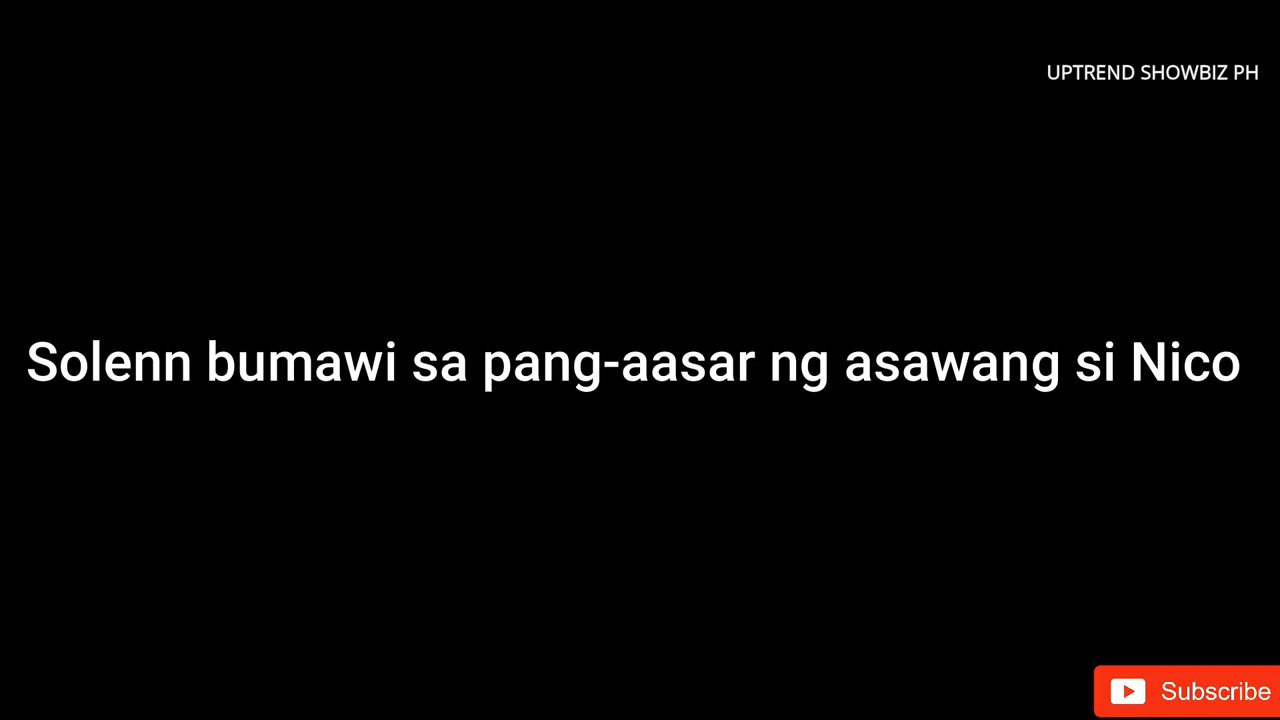 UPTREND SHOWBIZ PH
Solenn bumawi sa pang-aasar ng asawang si Nico
Subscribe